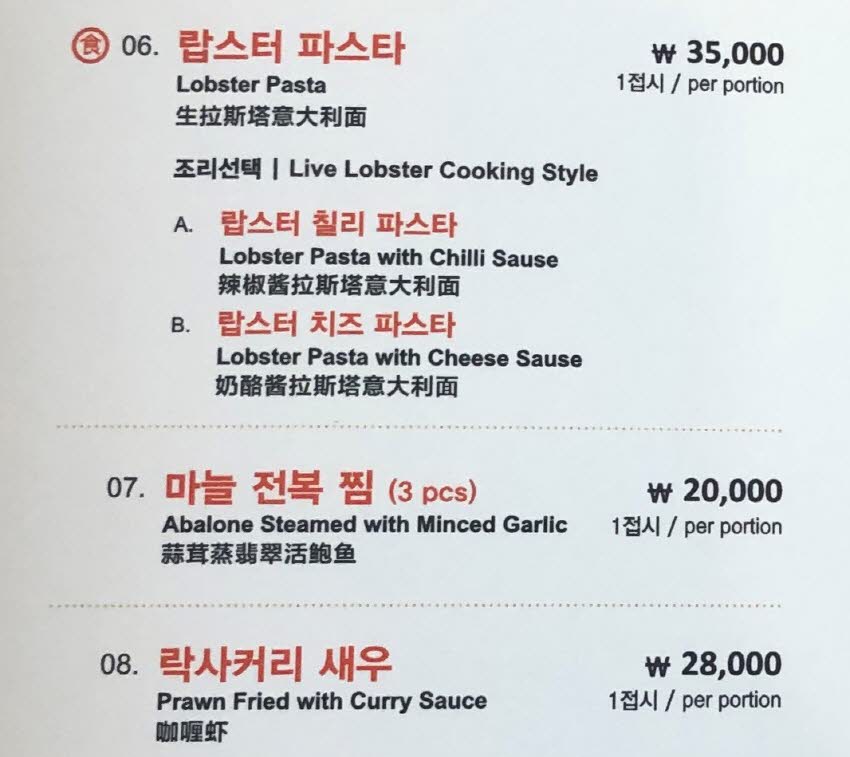 食 06. 랍스터 파스타 ₩ 35,000
Lobster Pasta 1접시 / per portion
生拉斯塔意大利面
조리선택 | Live Lobster Cooking Style
A. 랍스터 칠리 파스타
Lobster Pasta with Chilli Sause
辣椒酱拉斯塔意大利面
B. 랍스터 치즈 파스타
Lobster Pasta with Cheese Sause
奶酪酱拉斯塔意大利面
07. 마늘 전복 찜 (3 pcs) ₩ 20,000
Abalone Steamed with Minced Garlic 1접시 / per portion
蒜茸蒸翡翠活鲍鱼
08. 락사커리 새우 ₩ 28,000
Prawn Fried with Curry Sauce 1접시 / per portion
咖喱虾